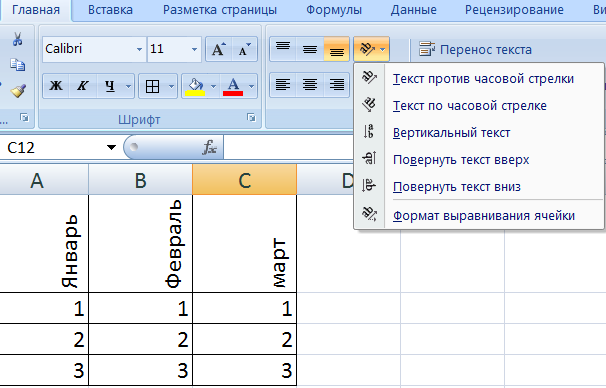 Главная Вставка Разметка страницы Формулы Данные Рецензирование
Calibri 11 A A Перенос текста
Ж К Ч А
Шрифт
Текст против часовой стрелки
Текст по часовой стрелке
Вертикальный текст
Повернуть текст вверх
Повернуть текст вниз
Формат выравнивания ячейки
C12 fx
A B C D
Январь Февраль март
1 1 1
2 2 2
3 3 3